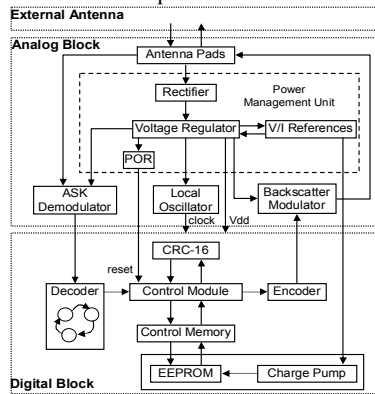 External Antenna
Analog Block
Antenna Pads
Rectifier
Power
Management Unit
Voltage Regulator
V/I References
POR
ASK
Demodulator
Local
Oscillator
Backscatter
Modulator
clock
Vdd
CRC-16
reset
Decoder
Control Module
Encoder
Control Memory
EEPROM
Charge Pump
Digital Block